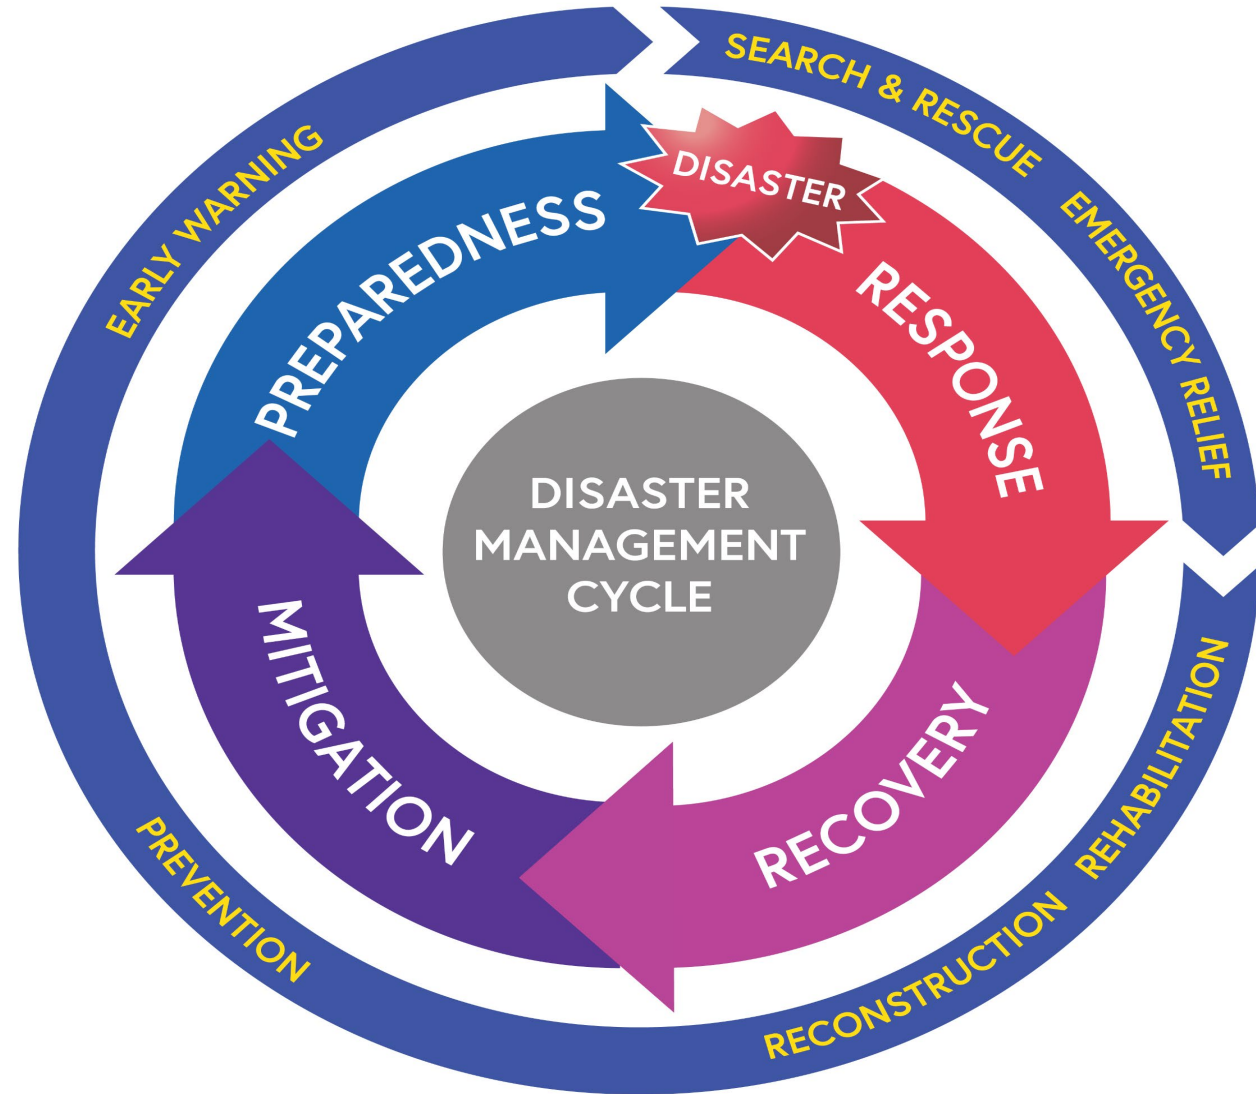 SEARCH & RESCUE
EMERGENCY RELIEF
EARLY WARNING
DISASTER
PREPAREDNESS
RESPONSE
DISASTER
MANAGEMENT
CYCLE
MITIGATION
RECOVERY
REHABILITATION
PREVENTION
RECONSTRUCTION